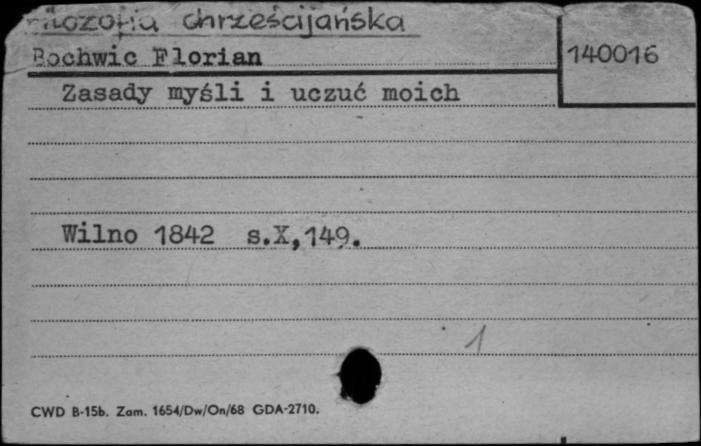 Filozofia chrześcijańska
Bochwic Florian
140016
Zasady myśli i uczuć moich
Wilno 1842 s.X,149.
1
CWD B-15b. Zam. 1654/Dw/On/68 GDA-2710.